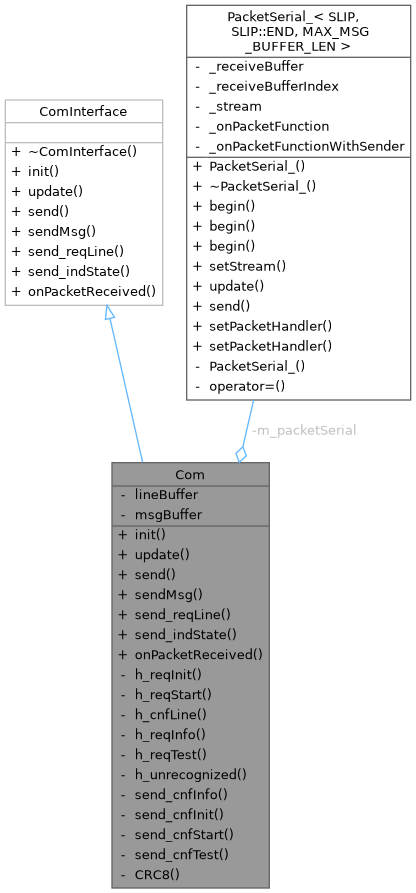 PacketSerial_< SLIP,
SLIP::END, MAX_MSG
_BUFFER_LEN >
- _receiveBuffer
- _receiveBufferIndex
- _stream
- _onPacketFunction
- _onPacketFunctionWithSender
+ PacketSerial_()
+ ~PacketSerial_()
+ begin()
+ begin()
+ begin()
+ setStream()
+ update()
+ send()
+ setPacketHandler()
+ setPacketHandler()
- PacketSerial_()
- operator=()
ComInterface
+ ~ComInterface()
+ init()
+ update()
+ send()
+ sendMsg()
+ send_reqLine()
+ send_indState()
+ onPacketReceived()
-m_packetSerial
Com
- lineBuffer
- msgBuffer
+ init()
+ update()
+ send()
+ sendMsg()
+ send_reqLine()
+ send_indState()
+ onPacketReceived()
- h_reqInit()
- h_reqStart()
- h_cnfLine()
- h_reqInfo()
- h_reqTest()
- h_unrecognized()
- send_cnfInfo()
- send_cnfInit()
- send_cnfStart()
- send_cnfTest()
- CRC8()